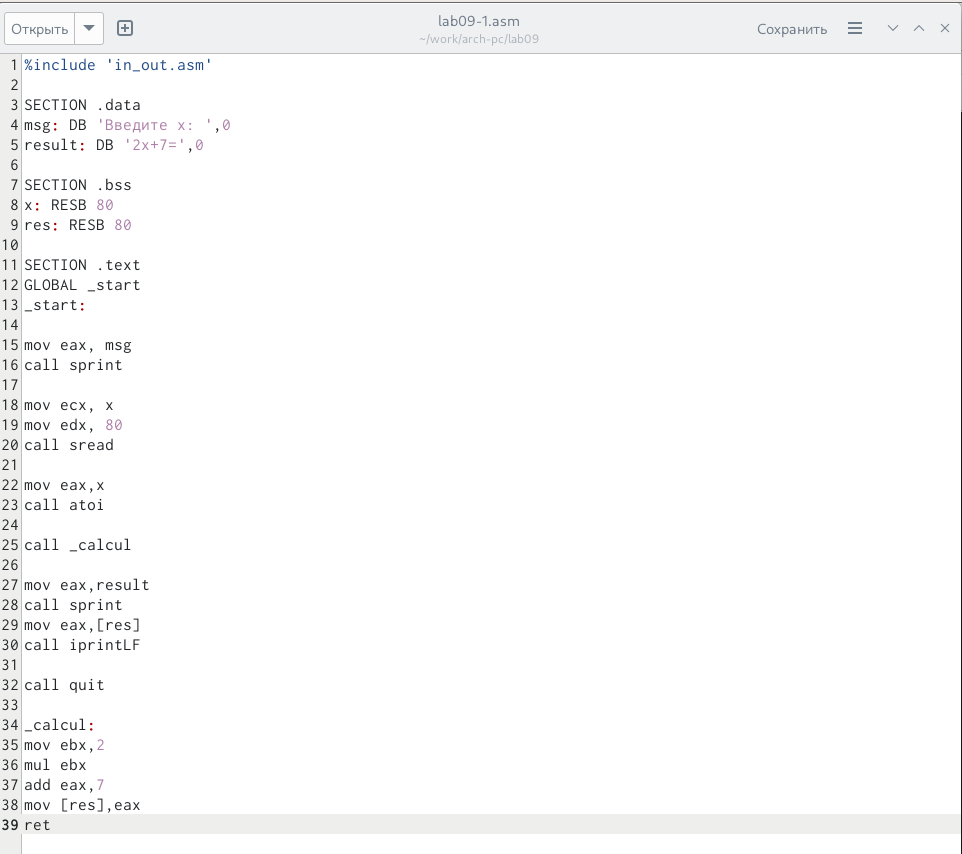 Открыть
lab09-1.asm
~/work/arch-pc/lab09
Сохранить
1 %include 'in_out.asm'
2
3 SECTION .data
4 msg: DB 'Введите x: ',0
5 result: DB '2x+7=',0
6
7 SECTION .bss
8 x: RESB 80
9 res: RESB 80
10
11 SECTION .text
12 GLOBAL _start
13 _start:
14
15 mov eax, msg
16 call sprint
17
18 mov ecx, x
19 mov edx, 80
20 call sread
21
22 mov eax,x
23 call atoi
24
25 call _calcul
26
27 mov eax,result
28 call sprint
29 mov eax,[res]
30 call iprintLF
31
32 call quit
33
34 _calcul:
35 mov ebx,2
36 mul ebx
37 add eax,7
38 mov [res],eax
39 ret